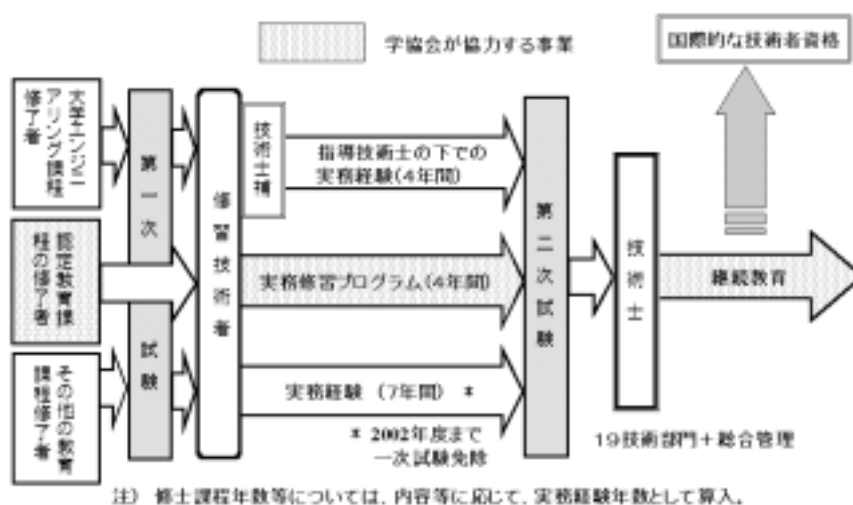 学協会が協力する事業
国際的な技術者資格
大学エンジニ
アリング課程
修了者
認定教育課
程の修了者
その他の教育
課程修了者
第一次
試験
修習技術者
技術士補
指導技術士の下での
実務経験(4年間)
実務修習プログラム(4年間)
実務経験 (7年間) *
* 2002年度まで
一次試験免除
第二次試験
技術士
継続教育
19技術部門+総合管理
注) 修士課程年数等については、内容等に応じて、実務経験年数として算入。